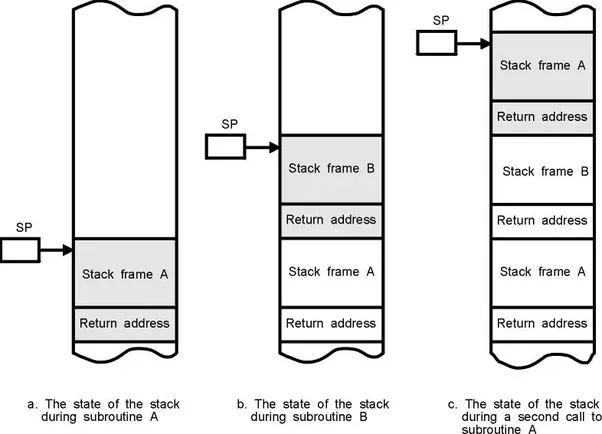 SP
Stack frame A
Return address
a. The state of the stack
during subroutine A
SP
Stack frame B
Return address
Stack frame A
Return address
b. The state of the stack
during subroutine B
SP
Stack frame A
Return address
Stack frame B
Return address
Stack frame A
Return address
c. The state of the stack
during a second call to
subroutine A